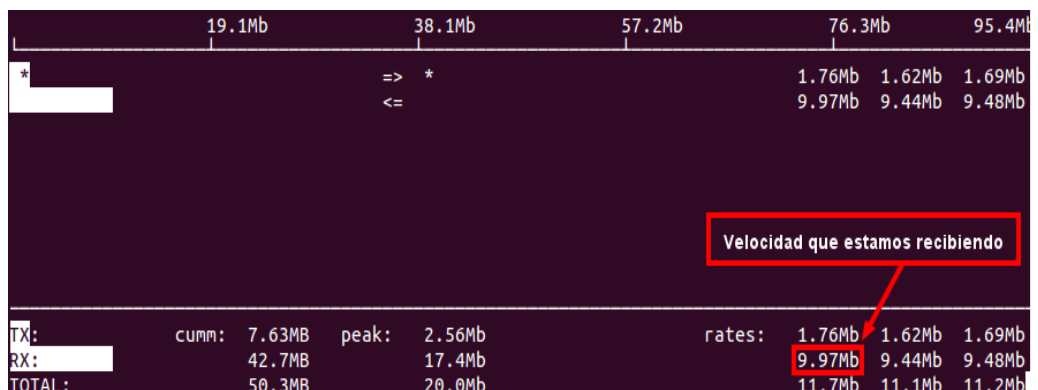 19.1Mb 38.1Mb 57.2Mb 76.3Mb 95.4Mb
* => * 1.76Mb 1.62Mb 1.69Mb
<= 9.97Mb 9.44Mb 9.48Mb
Velocidad que estamos recibiendo
TX: cumm: 7.63MB peak: 2.56Mb rates: 1.76Mb 1.62Mb 1.69Mb
RX: 42.7MB 17.4Mb 9.97Mb 9.44Mb 9.48Mb
TOTAL: 50.3MB 20.0Mb 11.7Mb 11.1Mb 11.2Mb